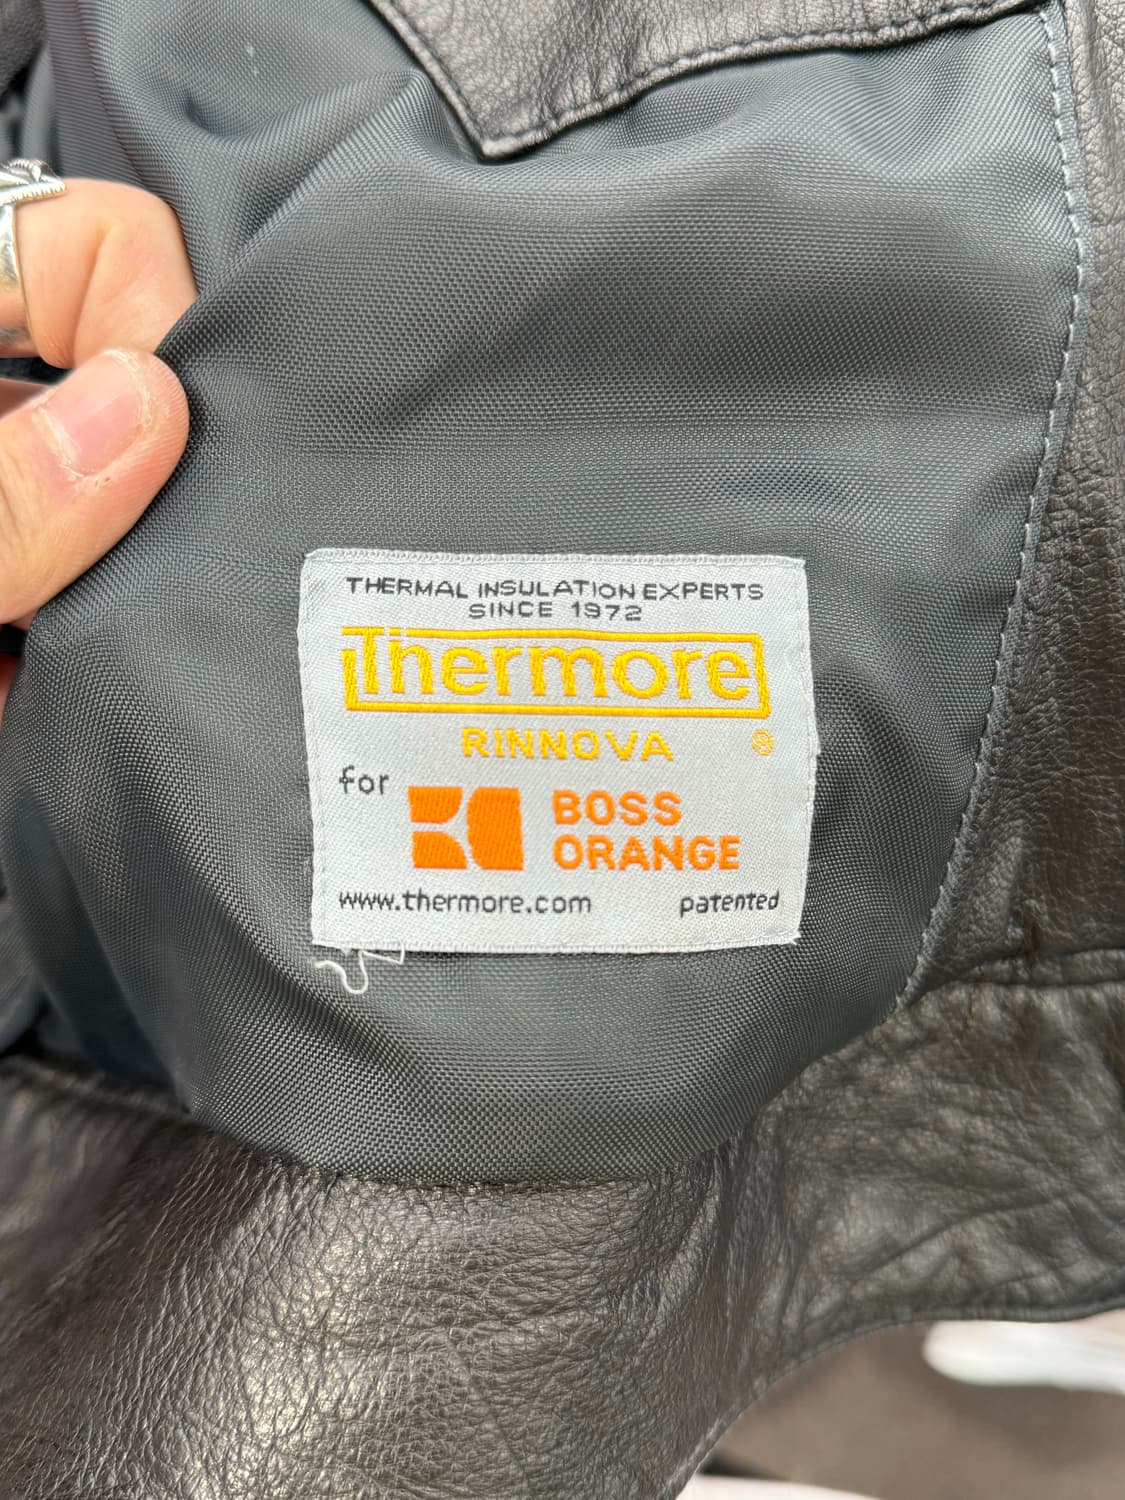 THERMAL INSULATION EXPERTS
SINCE 1972
Thermore
RINNOVA ®
for
BOSS
ORANGE
www.thermore.com patented